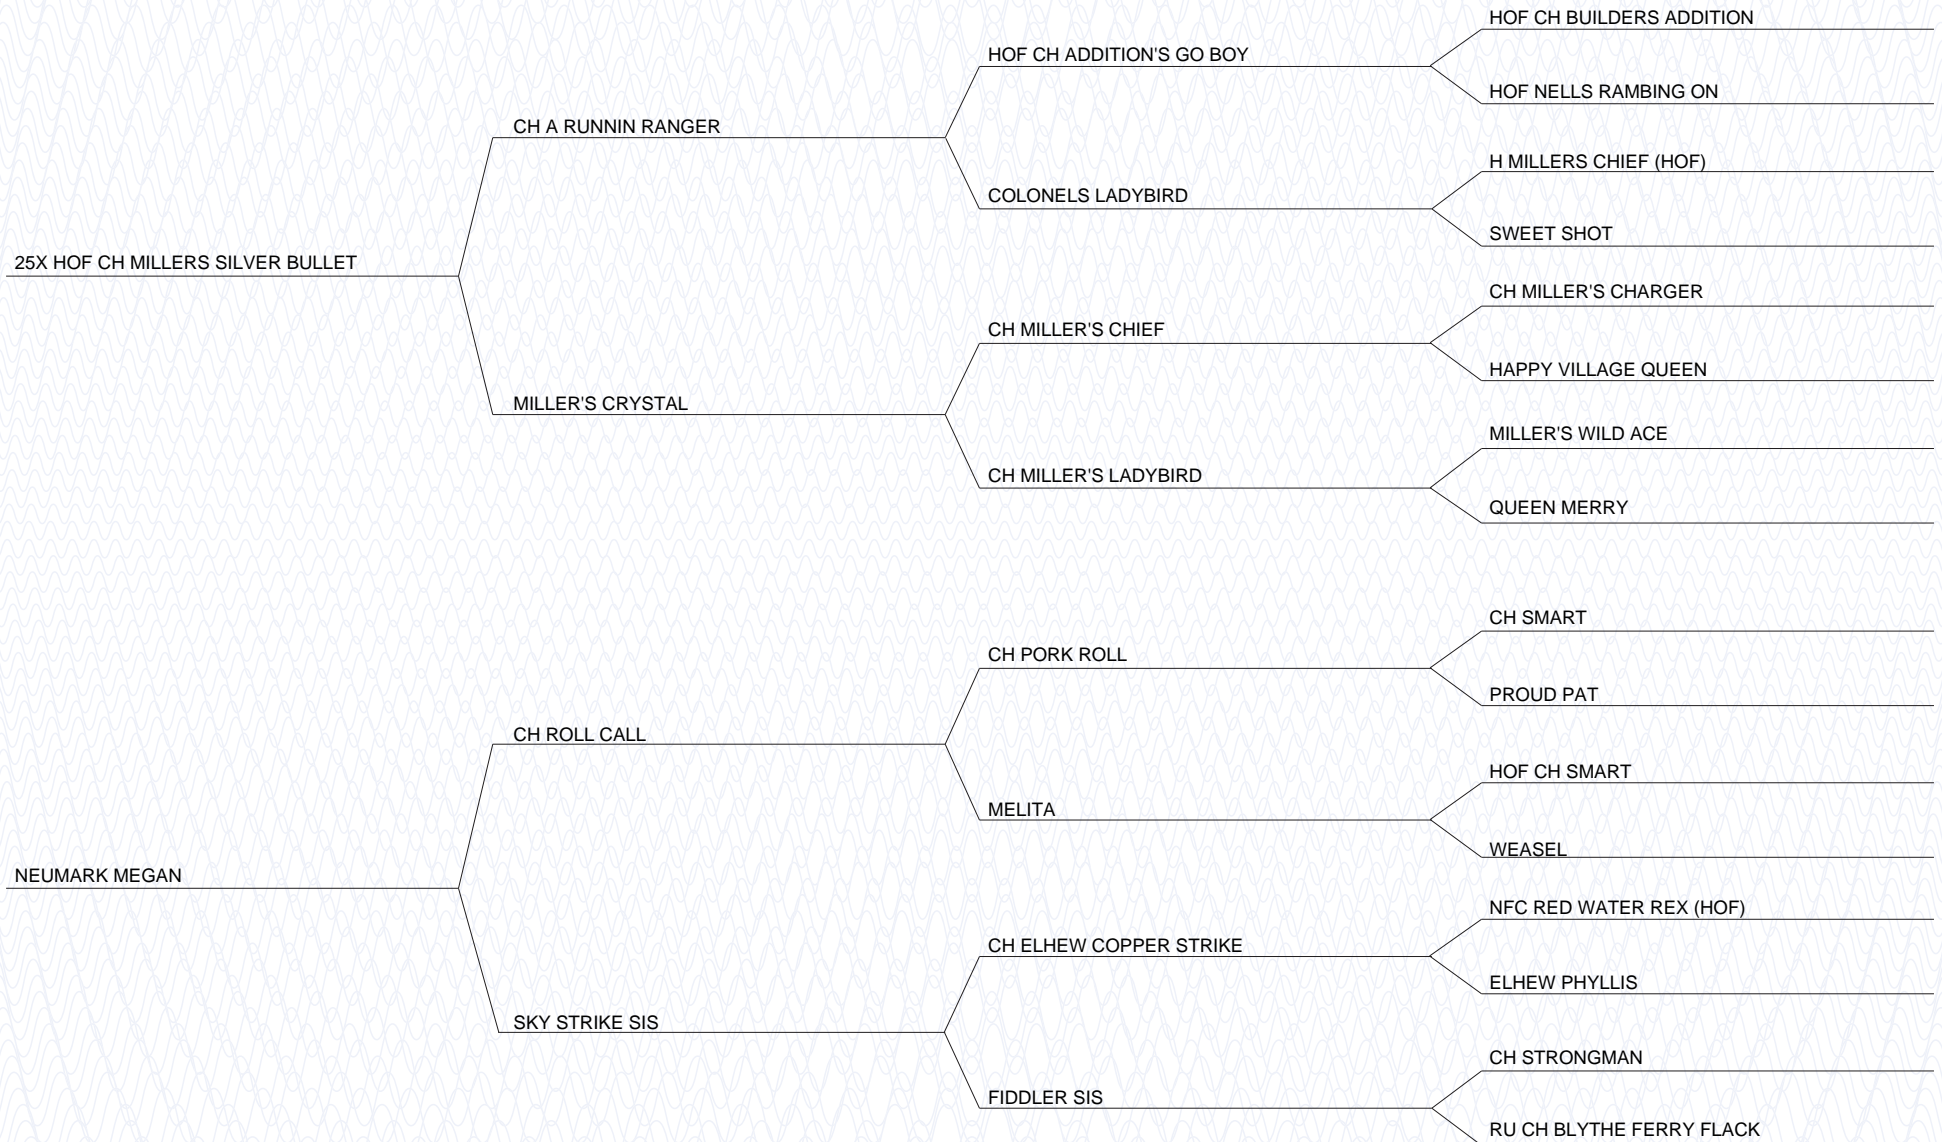 HOF CH BUILDERS ADDITION
HOF CH ADDITION'S GO BOY
HOF NELLS RAMBING ON
CH A RUNNIN RANGER
H MILLERS CHIEF (HOF)
COLONELS LADYBIRD
SWEET SHOT
25X HOF CH MILLERS SILVER BULLET
CH MILLER'S CHARGER
CH MILLER'S CHIEF
HAPPY VILLAGE QUEEN
MILLER'S CRYSTAL
MILLER'S WILD ACE
CH MILLER'S LADYBIRD
QUEEN MERRY
CH SMART
CH PORK ROLL
PROUD PAT
CH ROLL CALL
HOF CH SMART
MELITA
WEASEL
NEUMARK MEGAN
NFC RED WATER REX (HOF)
CH ELHEW COPPER STRIKE
ELHEW PHYLLIS
SKY STRIKE SIS
CH STRONGMAN
FIDDLER SIS
RU CH BLYTHE FERRY FLACK